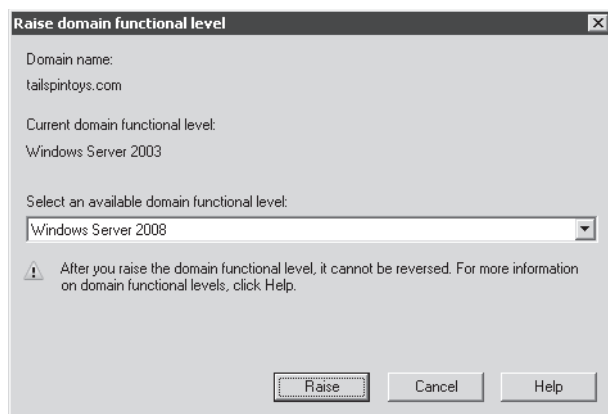 Raise domain functional level
Domain name:
tailspintoys.com
Current domain functional level:
Windows Server 2003
Select an available domain functional level:
Windows Server 2008
After you raise the domain functional level, it cannot be reversed. For more information
on domain functional levels, click Help.
Raise
Cancel
Help